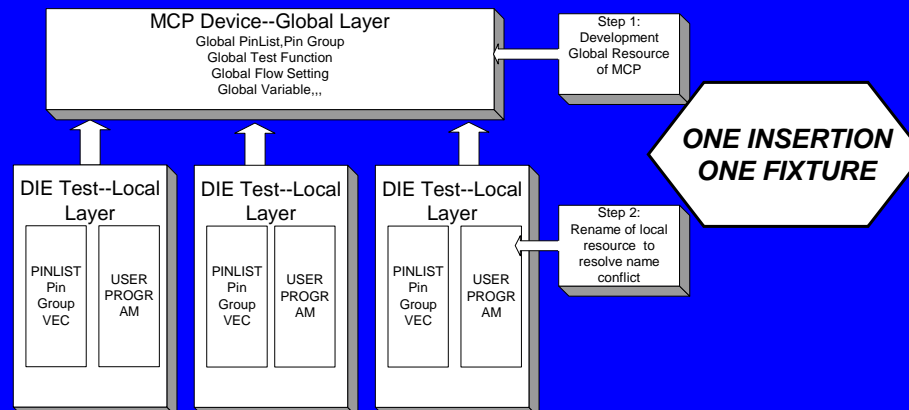 MCP Device--Global Layer
Global PinList,Pin Group
Global Test Function
Global Flow Setting
Global Variable,,,
Step 1:
Development
Global Resource
of MCP
ONE INSERTION
ONE FIXTURE
DIE Test--Local
Layer
PINLIST
Pin
Group
VEC
USER
PROGR
AM
DIE Test--Local
Layer
PINLIST
Pin
Group
VEC
USER
PROGR
AM
DIE Test--Local
Layer
PINLIST
Pin
Group
VEC
USER
PROGR
AM
Step 2:
Rename of local
resource to
resolve name
conflict